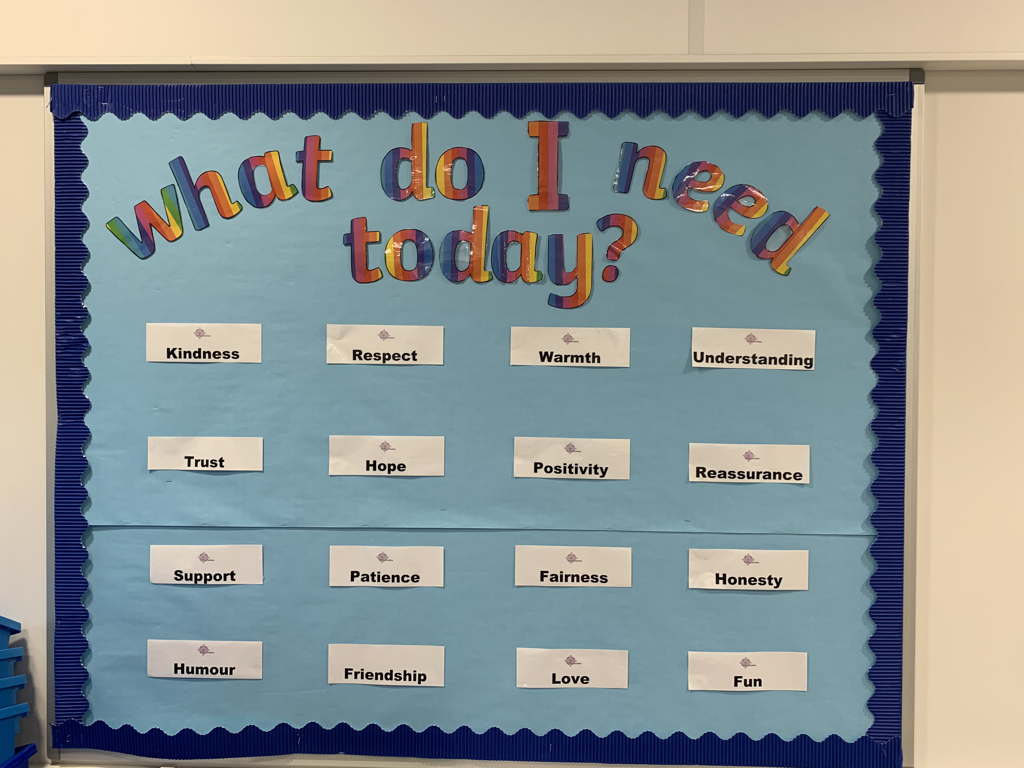 what do I need
today?
Kindness Respect Warmth Understanding
Trust Hope Positivity Reassurance
Support Patience Fairness Honesty
Humour Friendship Love Fun